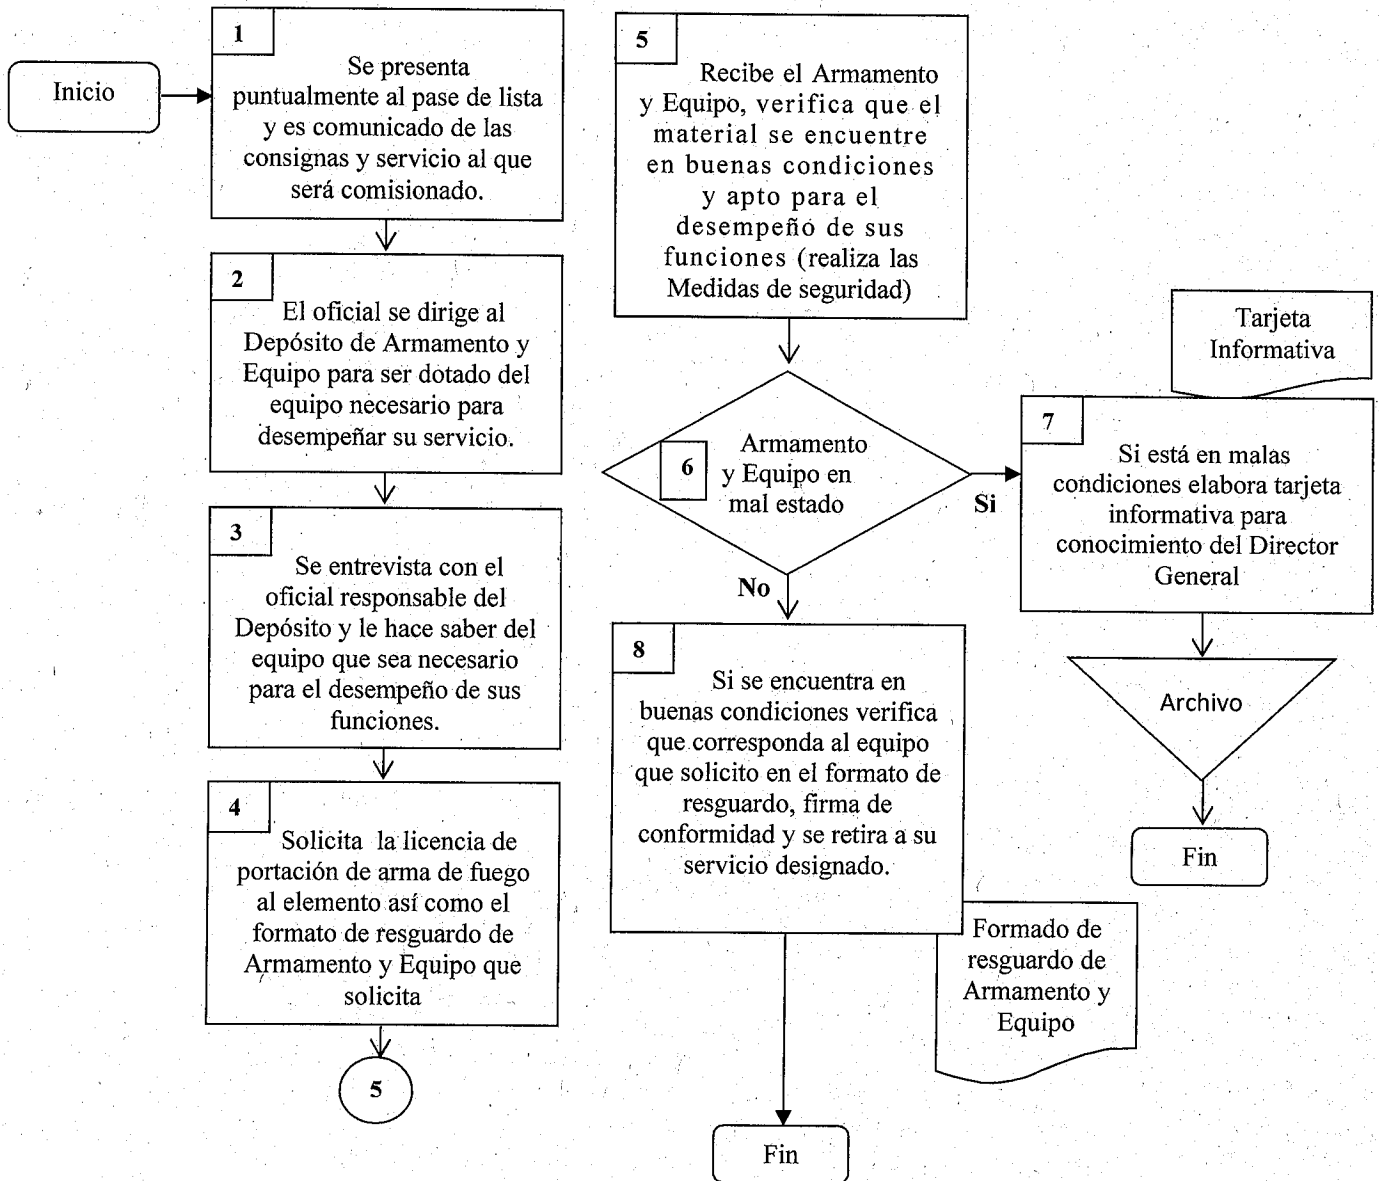 Inicio
1
Se presenta
puntualmente al pase de lista
y es comunicado de las
consignas y servicio al que
será comisionado.
2
El oficial se dirige al
Depósito de Armamento y
Equipo para ser dotado del
equipo necesario para
desempeñar su servicio.
3
Se entrevista con el
oficial responsable del
Depósito y le hace saber del
equipo que sea necesario
para el desempeño de sus
funciones.
4
Solicita la licencia de
portación de arma de fuego
al elemento así como el
formato de resguardo de
Armamento y Equipo que
solicita
5
5
Recibe el Armamento
y Equipo, verifica que el
material se encuentre
en buenas condiciones
y apto para el
desempeño de sus
funciones (realiza las
Medidas de seguridad)
6
Armamento
y Equipo en
mal estado
Si
No
Tarjeta
Informativa
7
Si está en malas
condiciones elabora tarjeta
informativa para
conocimiento del Director
General
Archivo
Fin
8
Si se encuentra en
buenas condiciones verifica
que corresponda al equipo
que solicito en el formato de
resguardo, firma de
conformidad y se retira a su
servicio designado.
Formado de
resguardo de
Armamento y
Equipo
Fin